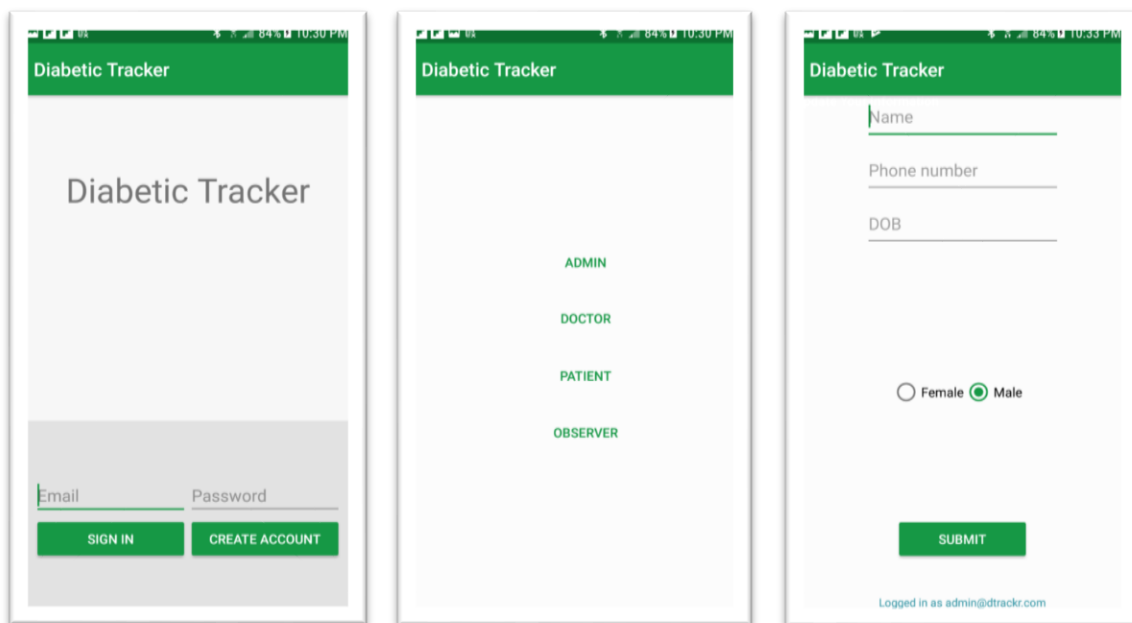 84% 10:30 PM
Diabetic Tracker
Diabetic Tracker
Email
Password
SIGN IN
CREATE ACCOUNT
84% 10:30 PM
Diabetic Tracker
ADMIN
DOCTOR
PATIENT
OBSERVER
84% 10:33 PM
Diabetic Tracker
Name
Phone number
DOB
Female Male
SUBMIT
Logged in as admin@dtrackr.com